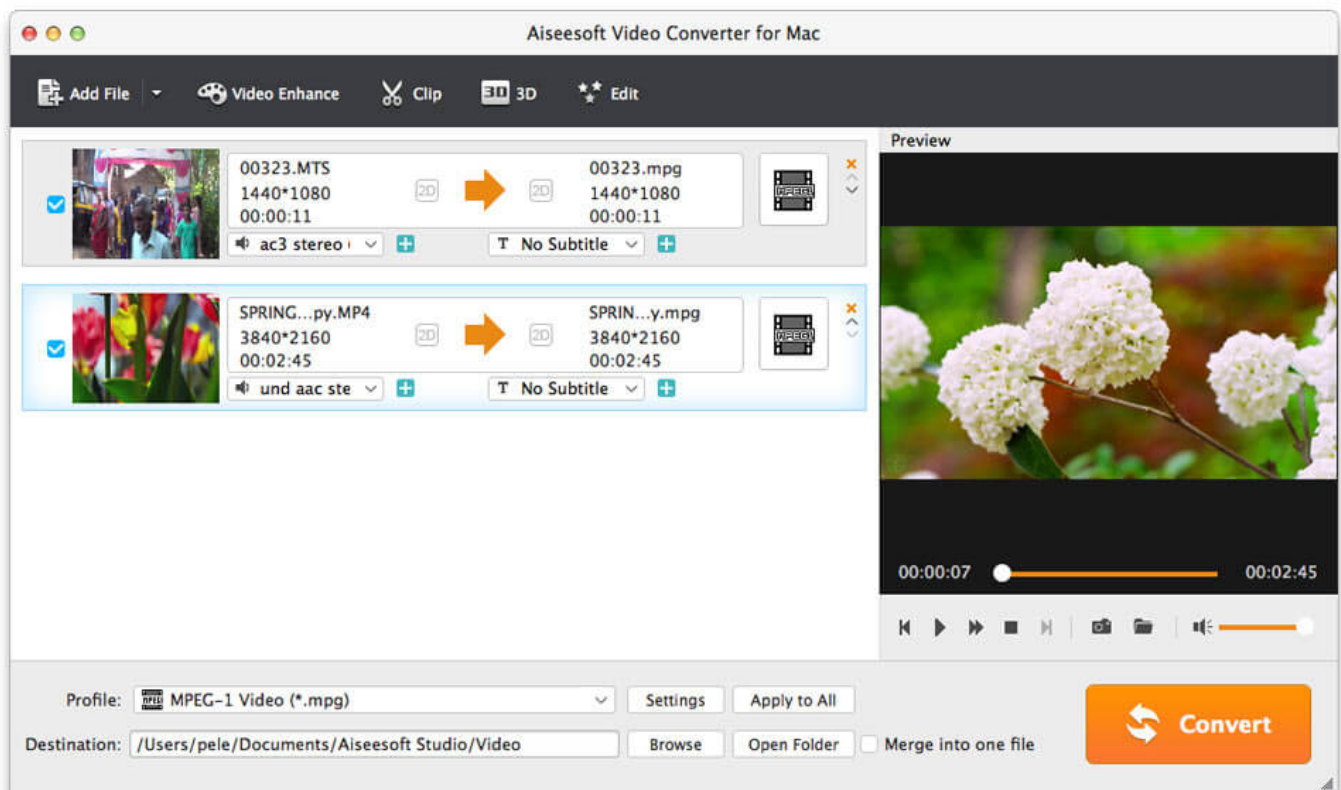 Aiseesoft Video Converter for Mac
Add File
Video Enhance
Clip
3D 3D
Edit
Preview
00323.MTS
1440*1080
00:00:11
2D
2D
00323.mpg
1440*1080
00:00:11
MPEG1
ac3 stereo
T No Subtitle
SPRING...py.MP4
3840*2160
00:02:45
2D
2D
SPRIN...y.mpg
3840*2160
00:02:45
MPEG1
und aac ste
T No Subtitle
00:00:07
00:02:45
Profile: MPEG-1 Video (*.mpg)
Settings
Apply to All
Destination: /Users/pele/Documents/Aiseesoft Studio/Video
Browse
Open Folder
Merge into one file
Convert